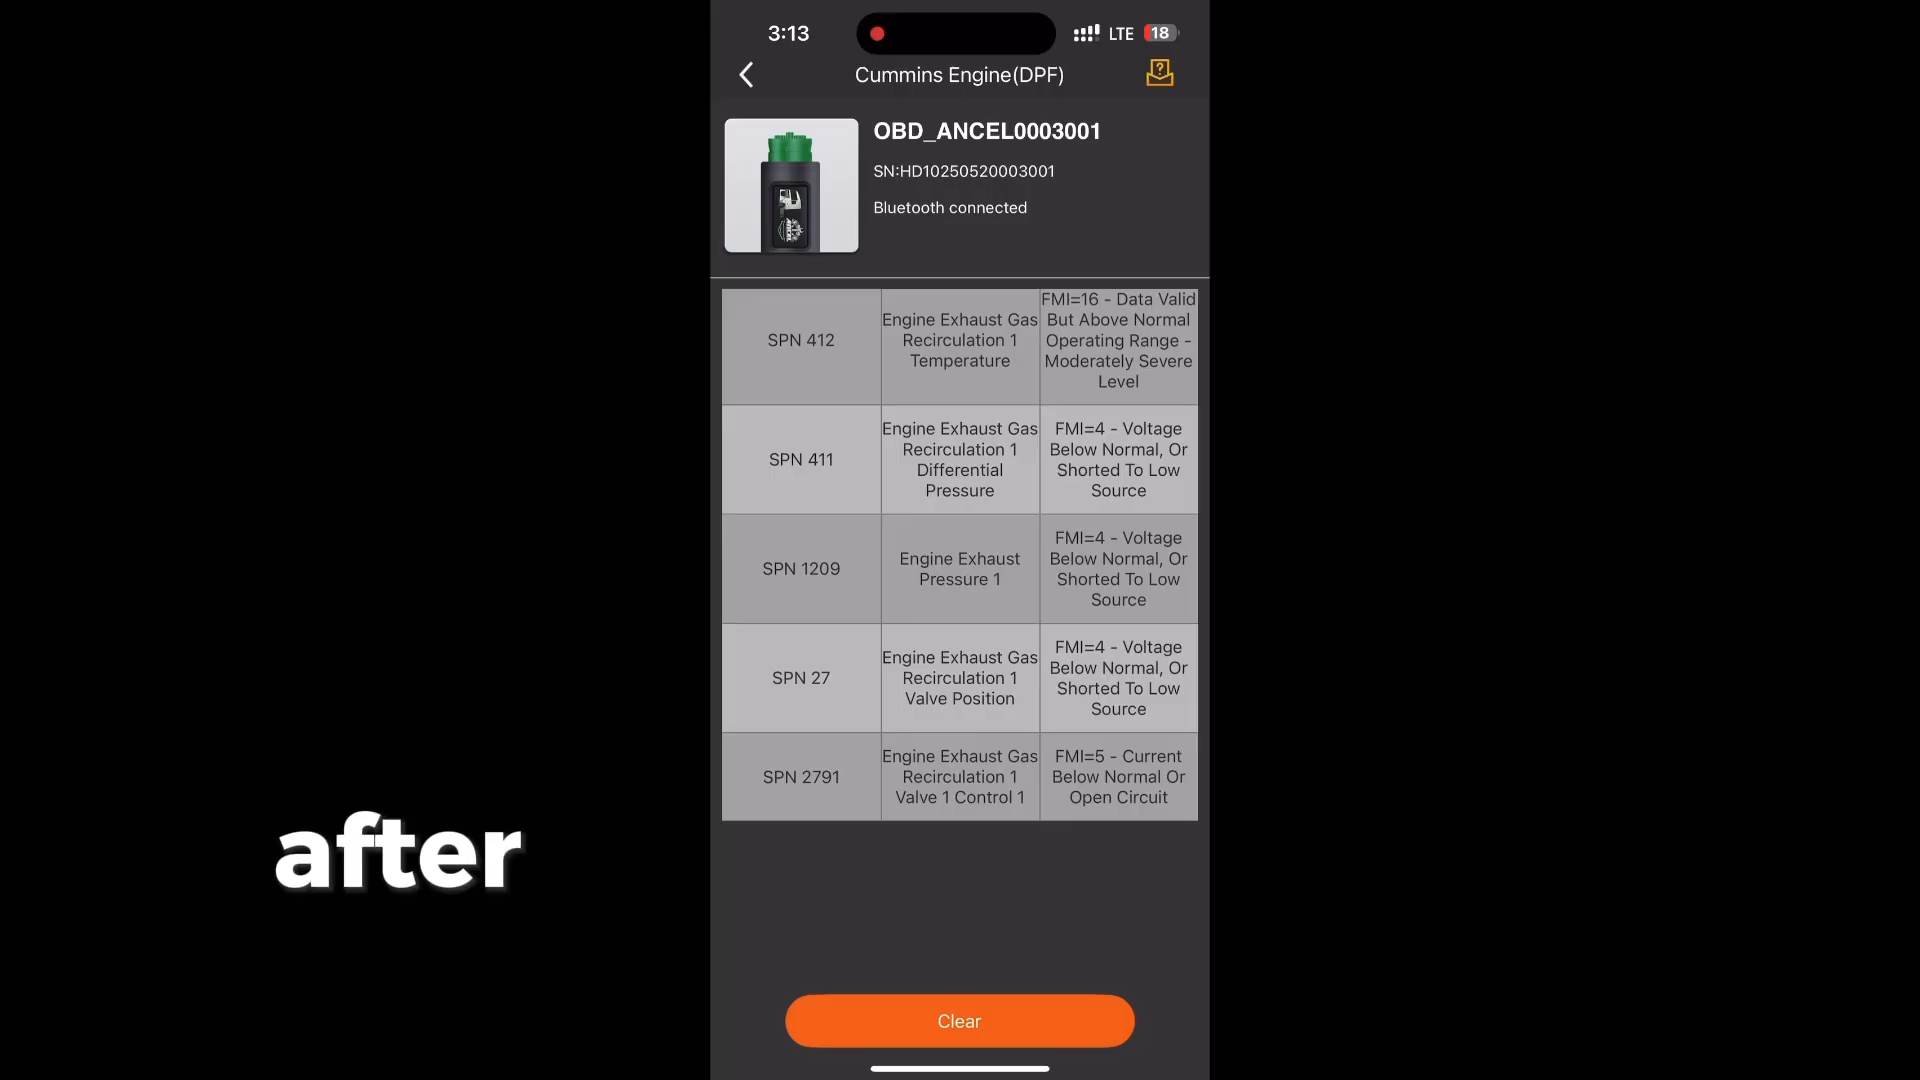 3:13
LTE 18
Cummins Engine(DPF)
OBD_ANCEL0003001
SN:HD10250520003001
Bluetooth connected
SPN 412
Engine Exhaust Gas
Recirculation 1
Temperature
FMI=16 - Data Valid
But Above Normal
Operating Range -
Moderately Severe
Level
SPN 411
Engine Exhaust Gas
Recirculation 1
Differential
Pressure
FMI=4 - Voltage
Below Normal, Or
Shorted To Low
Source
SPN 1209
Engine Exhaust
Pressure 1
FMI=4 - Voltage
Below Normal, Or
Shorted To Low
Source
SPN 27
Engine Exhaust Gas
Recirculation 1
Valve Position
FMI=4 - Voltage
Below Normal, Or
Shorted To Low
Source
SPN 2791
Engine Exhaust Gas
Recirculation 1
Valve 1 Control 1
FMI=5 - Current
Below Normal Or
Open Circuit
after
Clear